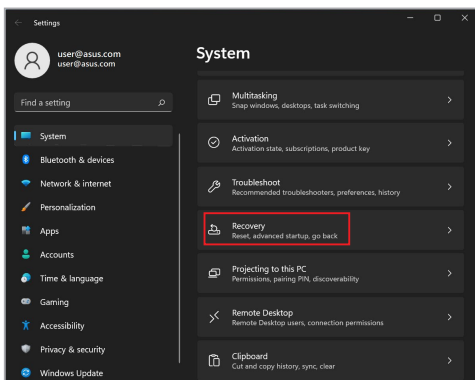 Settings
user@asus.com
user@asus.com
Find a setting
System
Bluetooth & devices
Network & internet
Personalization
Apps
Accounts
Time & language
Gaming
Accessibility
Privacy & security
Windows Update
System
Multitasking
Snap windows, desktops, task switching
Activation
Activation state, subscriptions, product key
Troubleshoot
Recommended troubleshooters, preferences, history
Recovery
Reset, advanced startup, go back
Projecting to this PC
Permissions, pairing PIN, discoverability
Remote Desktop
Remote Desktop users, connection permissions
Clipboard
Cut and copy history, sync, clear